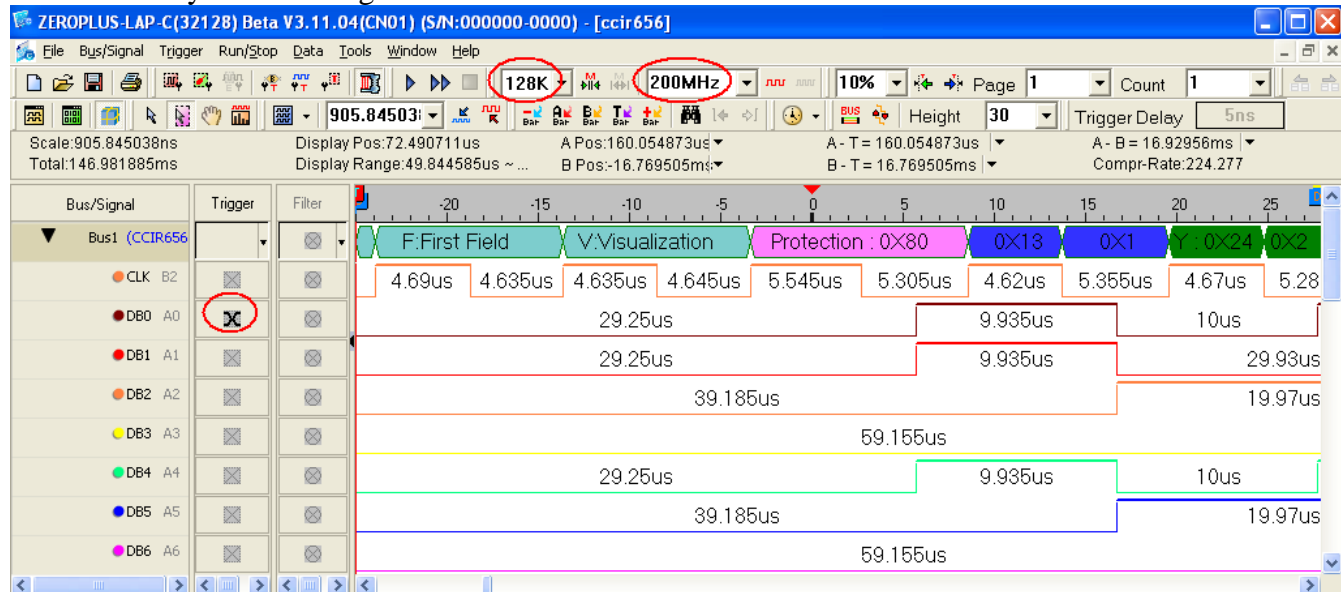 ZEROPLUS-LAP-C(32128) Beta V3.11.04(CN01) (S/N:000000-0000) - [ccir656]
File Bus/Signal Trigger Run/Stop Data Tools Window Help
128K 200MHz 10% Page 1 Count 1
905.84503 Bar Bar Bar Bar Bar BUS Height 30 Trigger Delay 5ns
Scale:905.845038ns Display Pos:72.490711us A Pos:160.054873us A - T = 160.054873us A - B = 16.92956ms
Total:146.981885ms Display Range:49.844585us ~... B Pos:-16.769505ms B - T = 16.769505ms Compr-Rate:224.277
Bus/Signal Trigger Filter -20 -15 -10 -5 0 5 10 15 20 25
Bus1 (CCIR656 F:First Field V:Visualization Protection : 0X80 0X13 0X1 Y : 0X24 0X2
CLK B2 4.69us 4.635us 4.635us 4.645us 5.545us 5.305us 4.62us 5.355us 4.67us 5.28
DB0 A0 29.25us 9.935us 10us
DB1 A1 29.25us 9.935us 29.93us
DB2 A2 39.185us 19.97us
DB3 A3 59.155us
DB4 A4 29.25us 9.935us 10us
DB5 A5 39.185us 19.97us
DB6 A6 59.155us